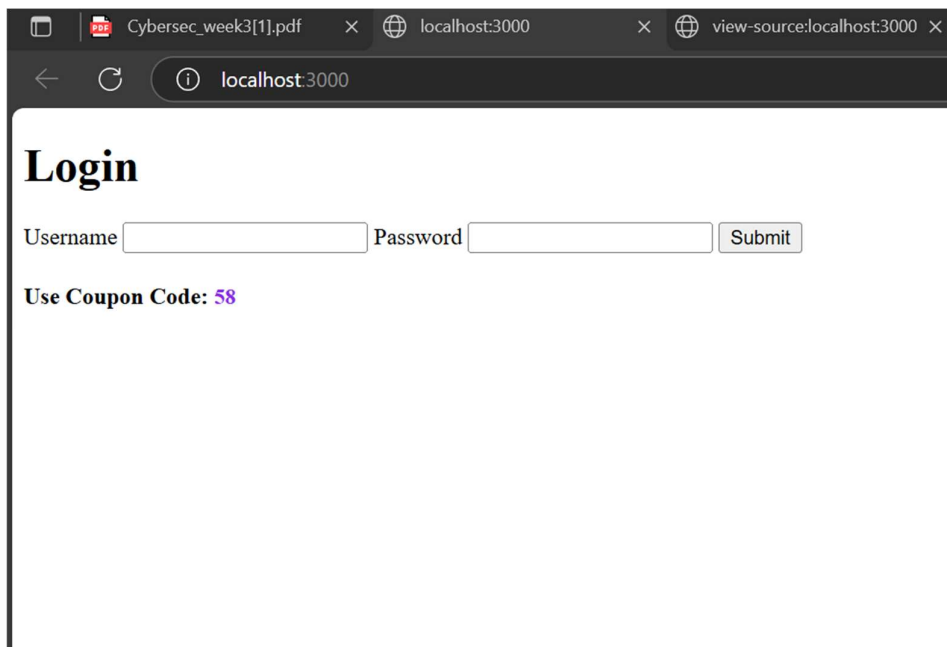 PDF Cybersec_week3[1].pdf localhost:3000 view-source:localhost:3000
localhost:3000
Login
Username Password Submit
Use Coupon Code: 58